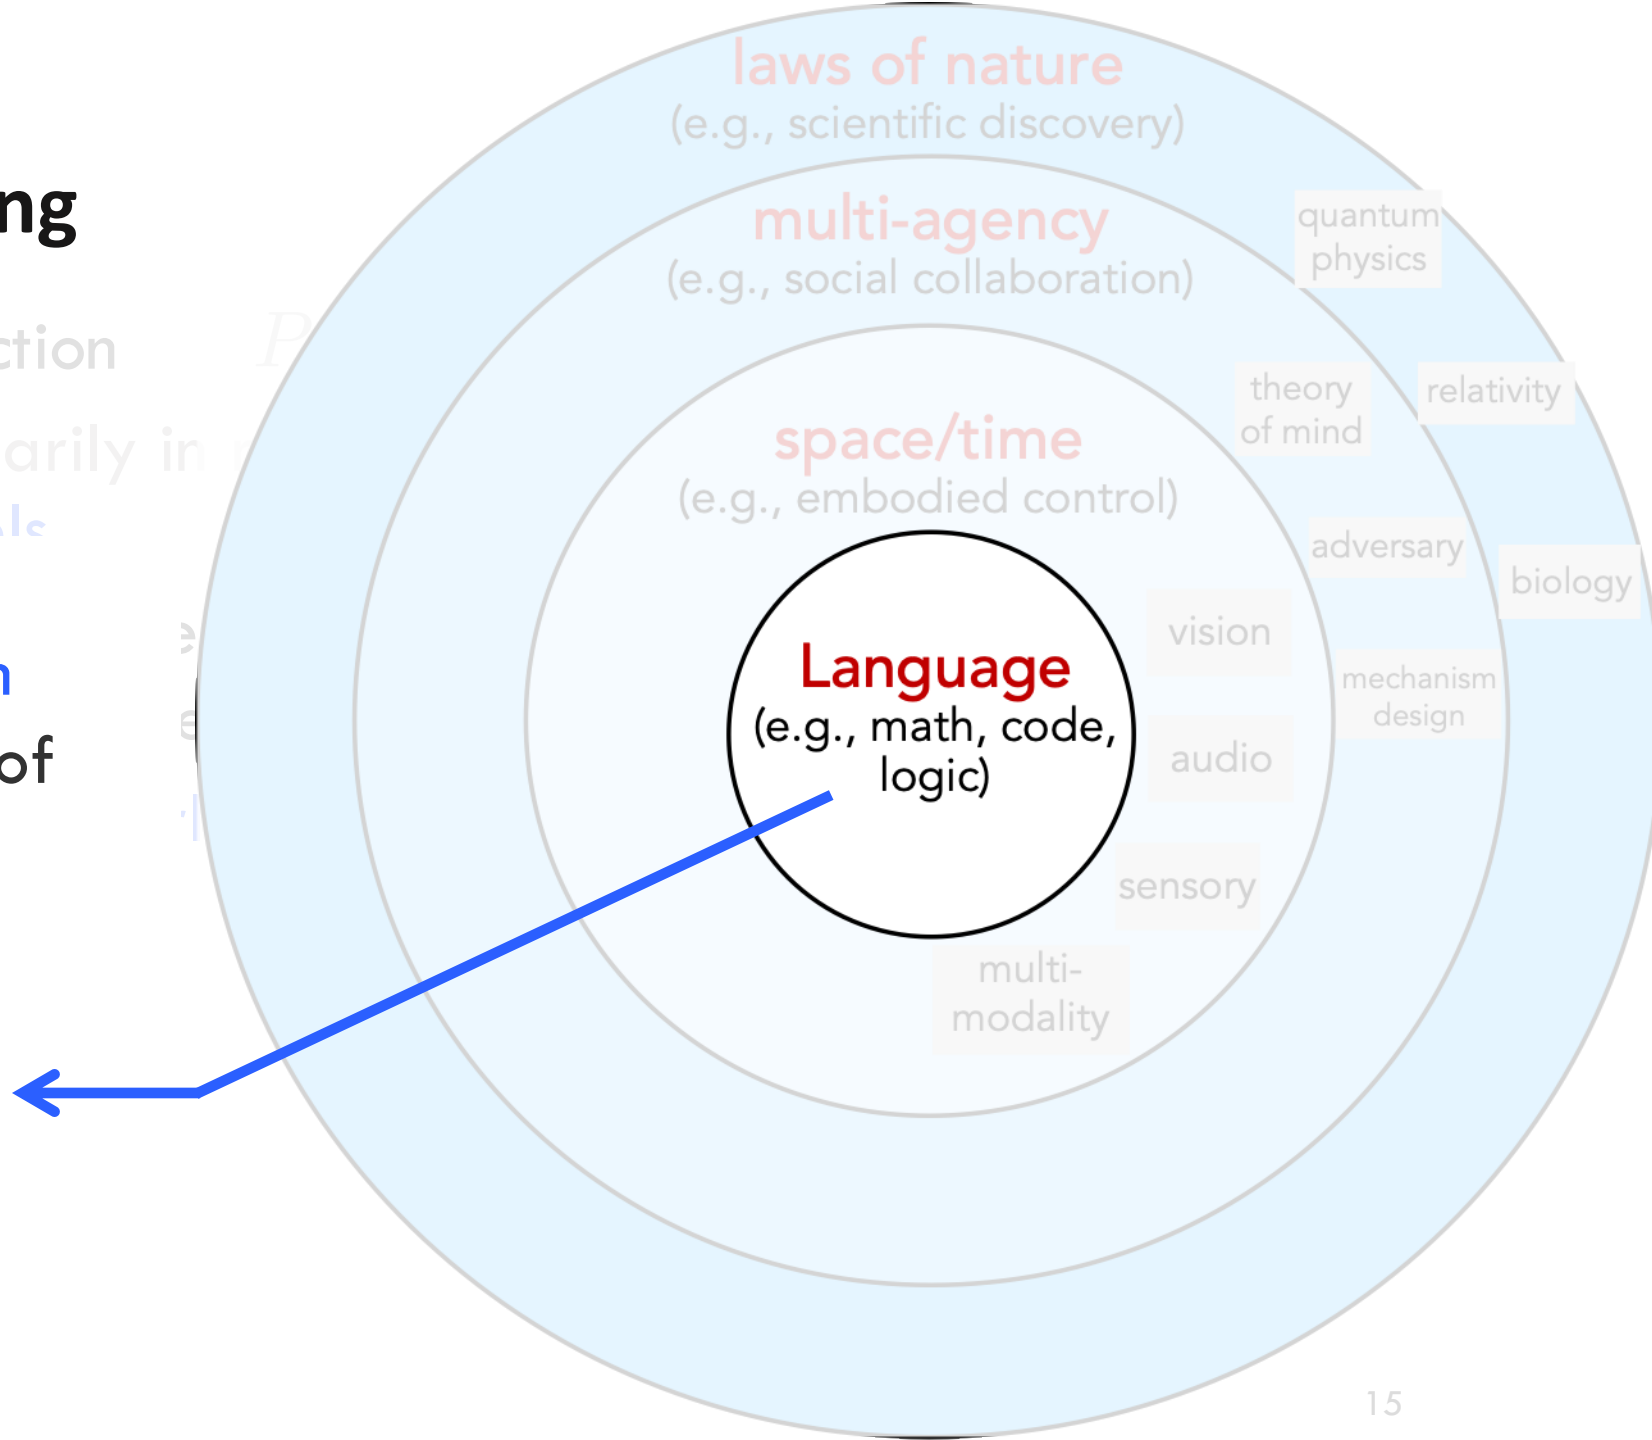 ng
ction
P
arily in
ls
e
n
e
of
laws of nature
(e.g., scientific discovery)
multi-agency
(e.g., social collaboration)
space/time
(e.g., embodied control)
Language
(e.g., math, code,
logic)
quantum
physics
theory
of mind
relativity
adversary
biology
vision
mechanism
design
audio
sensory
multi-
modality
15